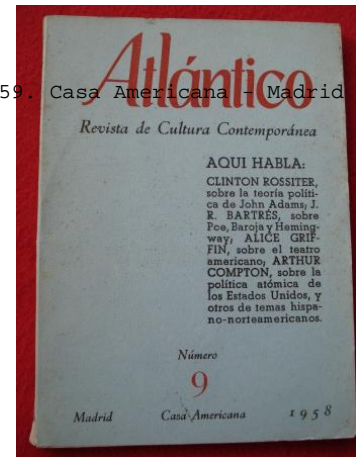 Atlántico
59. Casa Americana - Madrid
Revista de Cultura Contemporánea
AQUI HABLA:
CLINTON ROSSITER,
sobre la teoría políti-
ca de John Adams; J.
R. BARTRÉS, sobre
Poe, Baroja y Heming-
way; ALICE GRIF-
FIN, sobre el teatro
americano; ARTHUR
COMPTON, sobre la
política atómica de
los Estados Unidos, y
otros de temas hispa-
no-norteamericanos.
Número
9
Madrid Casa Americana 1958